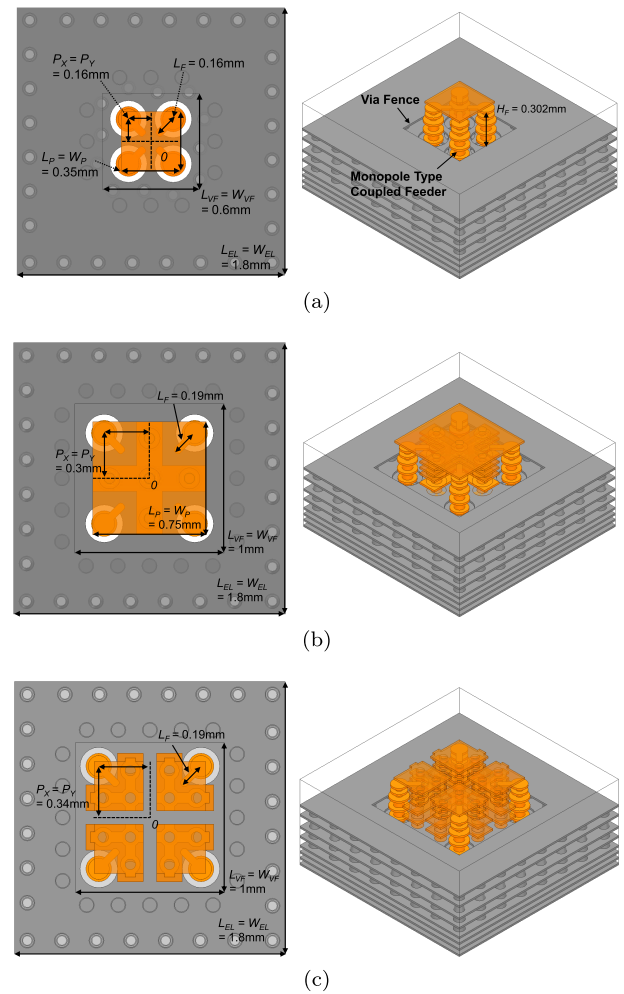 P_X = P_Y
= 0.16mm
L_F = 0.16mm
L_P = W_P
= 0.35mm
0
L_VF = W_VF
= 0.6mm
L_EL = W_EL
= 1.8mm
Via Fence
H_F = 0.302mm
Monopole Type
Coupled Feeder
(a)
L_F = 0.19mm
P_X = P_Y
= 0.3mm
0
L_P = W_P
= 0.75mm
L_VF = W_VF
= 1mm
L_EL = W_EL
= 1.8mm
(b)
L_F = 0.19mm
P_X = P_Y
= 0.34mm
0
L_VF = W_VF
= 1mm
L_EL = W_EL
= 1.8mm
(c)